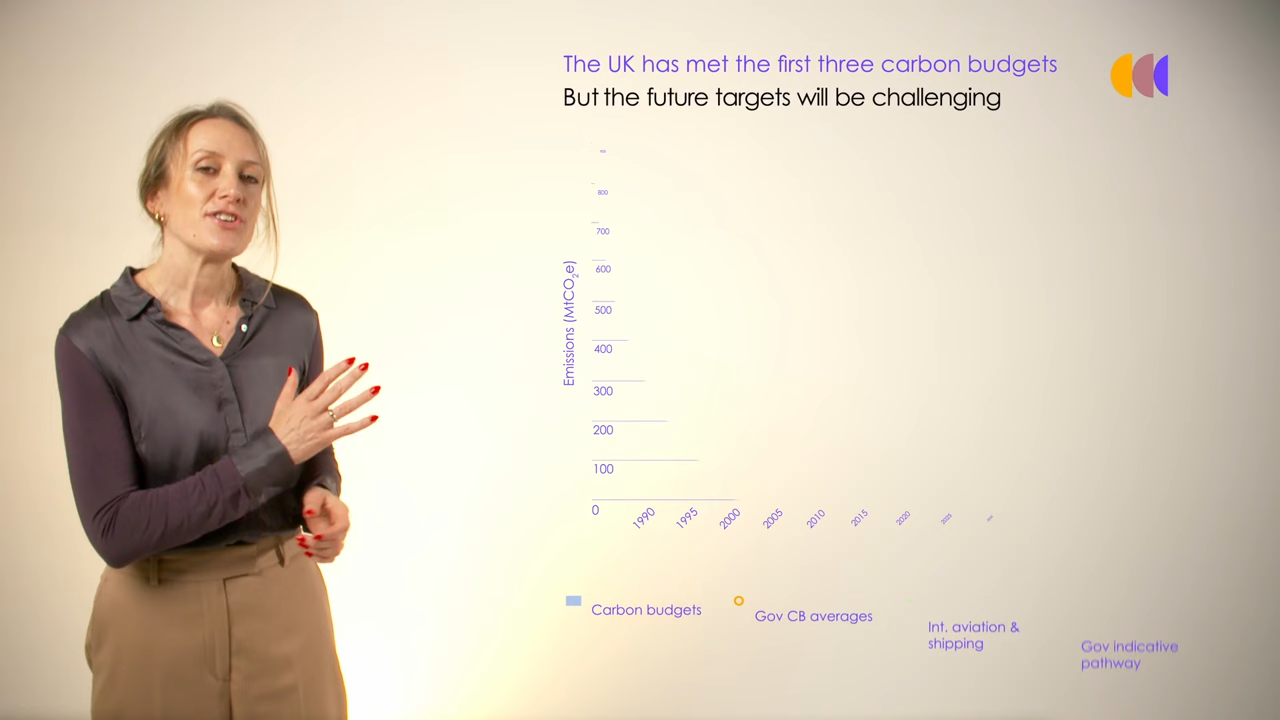 The UK has met the first three carbon budgets
But the future targets will be challenging
Emissions (MtCO₂e)
800
700
600
500
400
300
200
100
0
1990
1995
2000
2005
2010
2015
2020
2025
Carbon budgets
Gov CB averages
Int. aviation &
shipping
Gov indicative
pathway